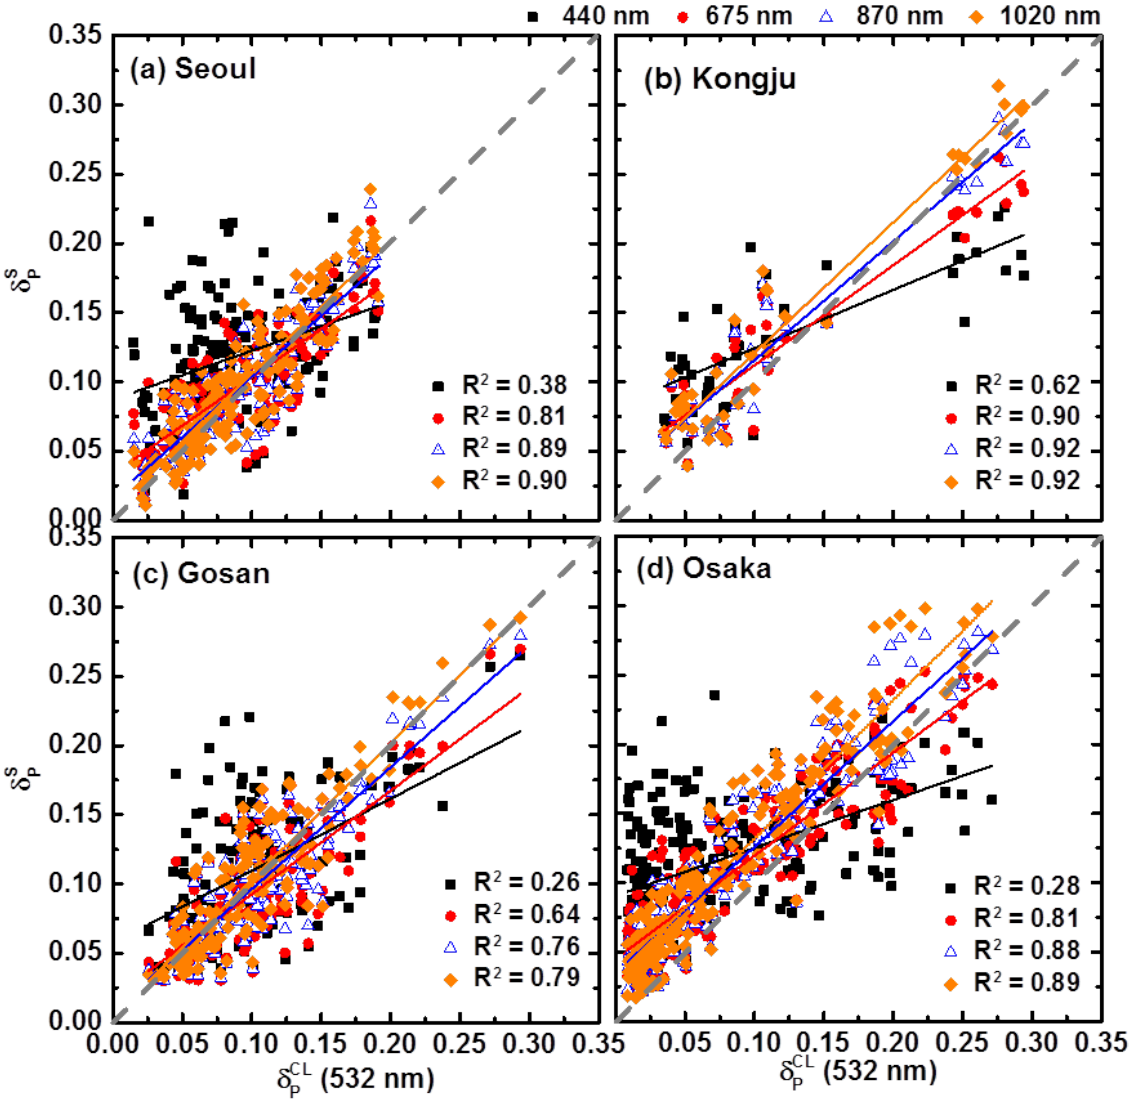 440 nm 675 nm 870 nm 1020 nm
(a) Seoul
0.35
0.30
0.25
0.20
0.15
0.10
0.05
0.00
δ_P^S
R² = 0.38
R² = 0.81
R² = 0.89
R² = 0.90
(b) Kongju
R² = 0.62
R² = 0.90
R² = 0.92
R² = 0.92
(c) Gosan
0.35
0.30
0.25
0.20
0.15
0.10
0.05
0.00
δ_P^S
R² = 0.26
R² = 0.64
R² = 0.76
R² = 0.79
0.00 0.05 0.10 0.15 0.20 0.25 0.30 0.35
δ_P^CL (532 nm)
(d) Osaka
R² = 0.28
R² = 0.81
R² = 0.88
R² = 0.89
0.05 0.10 0.15 0.20 0.25 0.30 0.35
δ_P^CL (532 nm)